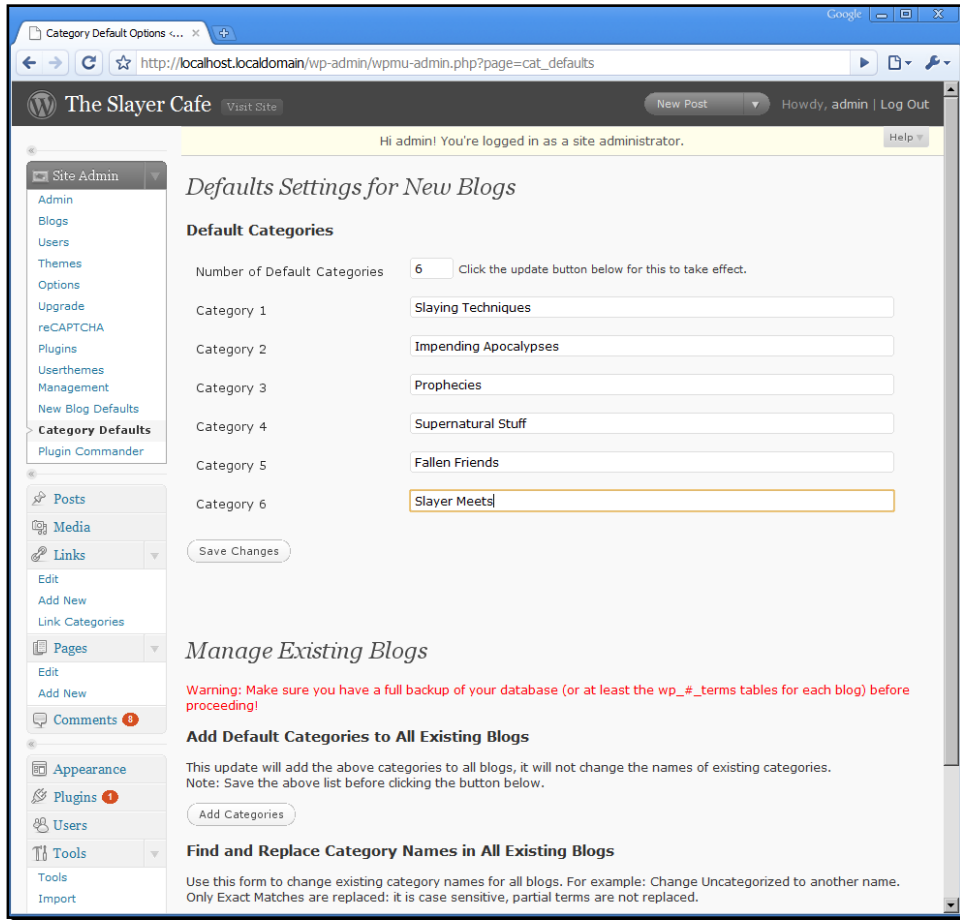 Google
Category Default Options <...
http://localhost.localdomain/wp-admin/wpmu-admin.php?page=cat_defaults
The Slayer Cafe Visit Site
New Post
Howdy, admin | Log Out
Hi admin! You're logged in as a site administrator.
Help
Site Admin
Admin
Blogs
Users
Themes
Options
Upgrade
reCAPTCHA
Plugins
Userthemes
Management
New Blog Defaults
Category Defaults
Plugin Commander
Posts
Media
Links
Edit
Add New
Link Categories
Pages
Edit
Add New
Comments 8
Appearance
Plugins 1
Users
Tools
Tools
Import
Defaults Settings for New Blogs
Default Categories
Number of Default Categories 6 Click the update button below for this to take effect.
Category 1 Slaying Techniques
Category 2 Impending Apocalypses
Category 3 Prophecies
Category 4 Supernatural Stuff
Category 5 Fallen Friends
Category 6 Slayer Meets
Save Changes
Manage Existing Blogs
Warning: Make sure you have a full backup of your database (or at least the wp_#_terms tables for each blog) before
proceeding!
Add Default Categories to All Existing Blogs
This update will add the above categories to all blogs, it will not change the names of existing categories.
Note: Save the above list before clicking the button below.
Add Categories
Find and Replace Category Names in All Existing Blogs
Use this form to change existing category names for all blogs. For example: Change Uncategorized to another name.
Only Exact Matches are replaced: it is case sensitive, partial terms are not replaced.